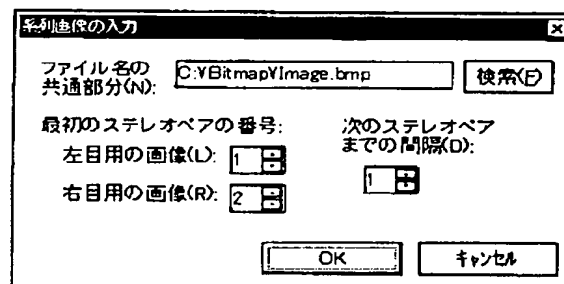 系列画像の入力
ファイル名の
共通部分(N):
C:¥Bitmap¥Image.bmp
検索(F)
最初のステレオペアの番号:
左目用の画像(L): 1
右目用の画像(R): 2
次のステレオペア
までの間隔(D):
1
OK
キャンセル